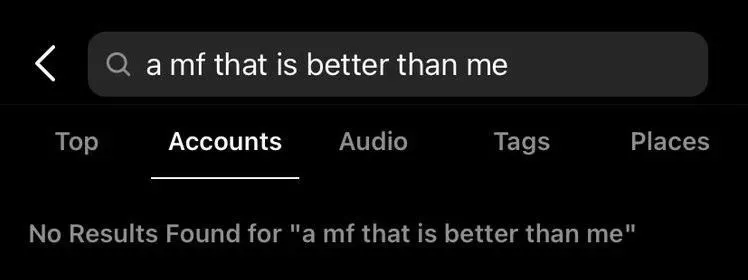 a mf that is better than me
Top Accounts Audio Tags Places
No Results Found for "a mf that is better than me"